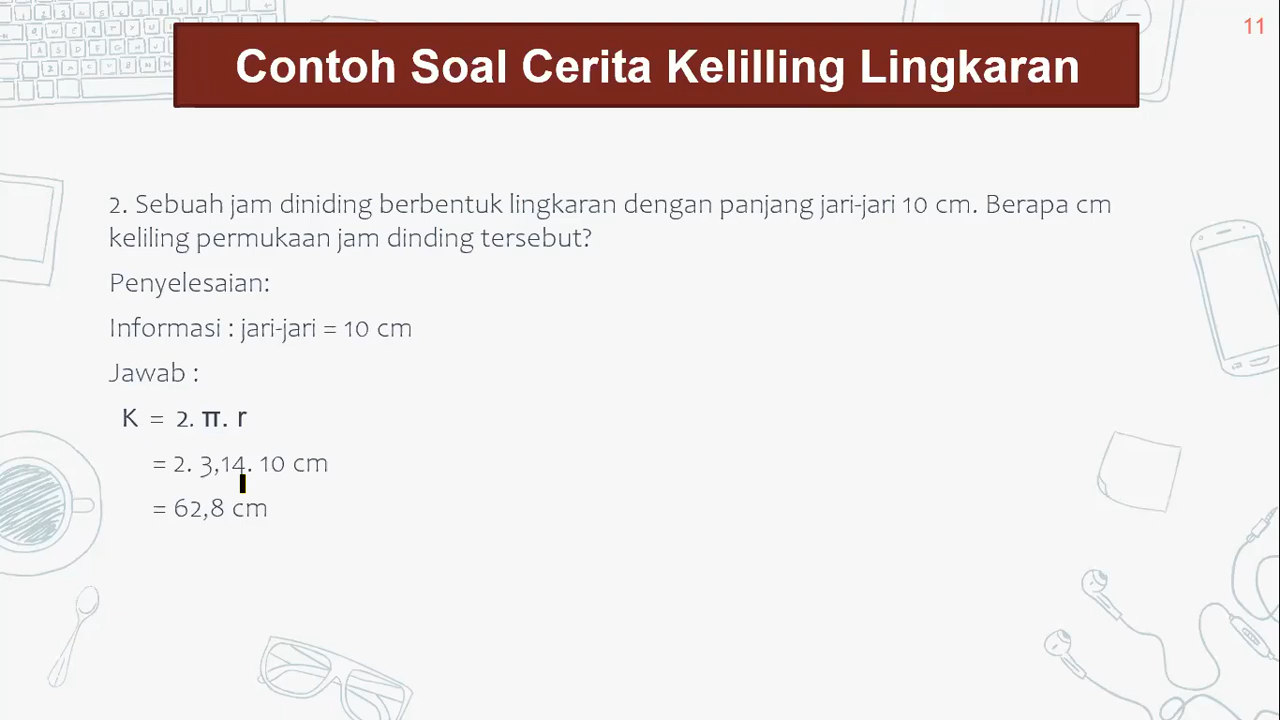 11
Contoh Soal Cerita Kelilling Lingkaran
2. Sebuah jam diniding berbentuk lingkaran dengan panjang jari-jari 10 cm. Berapa cm
keliling permukaan jam dinding tersebut?
Penyelesaian:
Informasi : jari-jari = 10 cm
Jawab :
K = 2. π. r
= 2. 3,14. 10 cm
= 62,8 cm